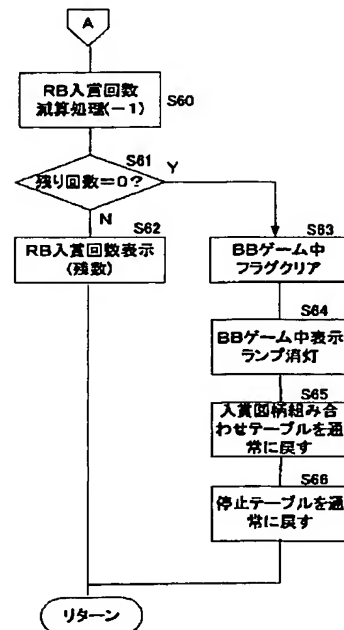 A
RB入賞回数
減算処理(-1)
S60
S61
残り回数=0?
Y
N
S62
RB入賞回数表示
(残数)
S63
BBゲーム中
フラグクリア
S64
BBゲーム中表示
ランプ消灯
S65
入賞図柄組み合
わせテーブルを通
常に戻す
S66
停止テーブルを通
常に戻す
リターン